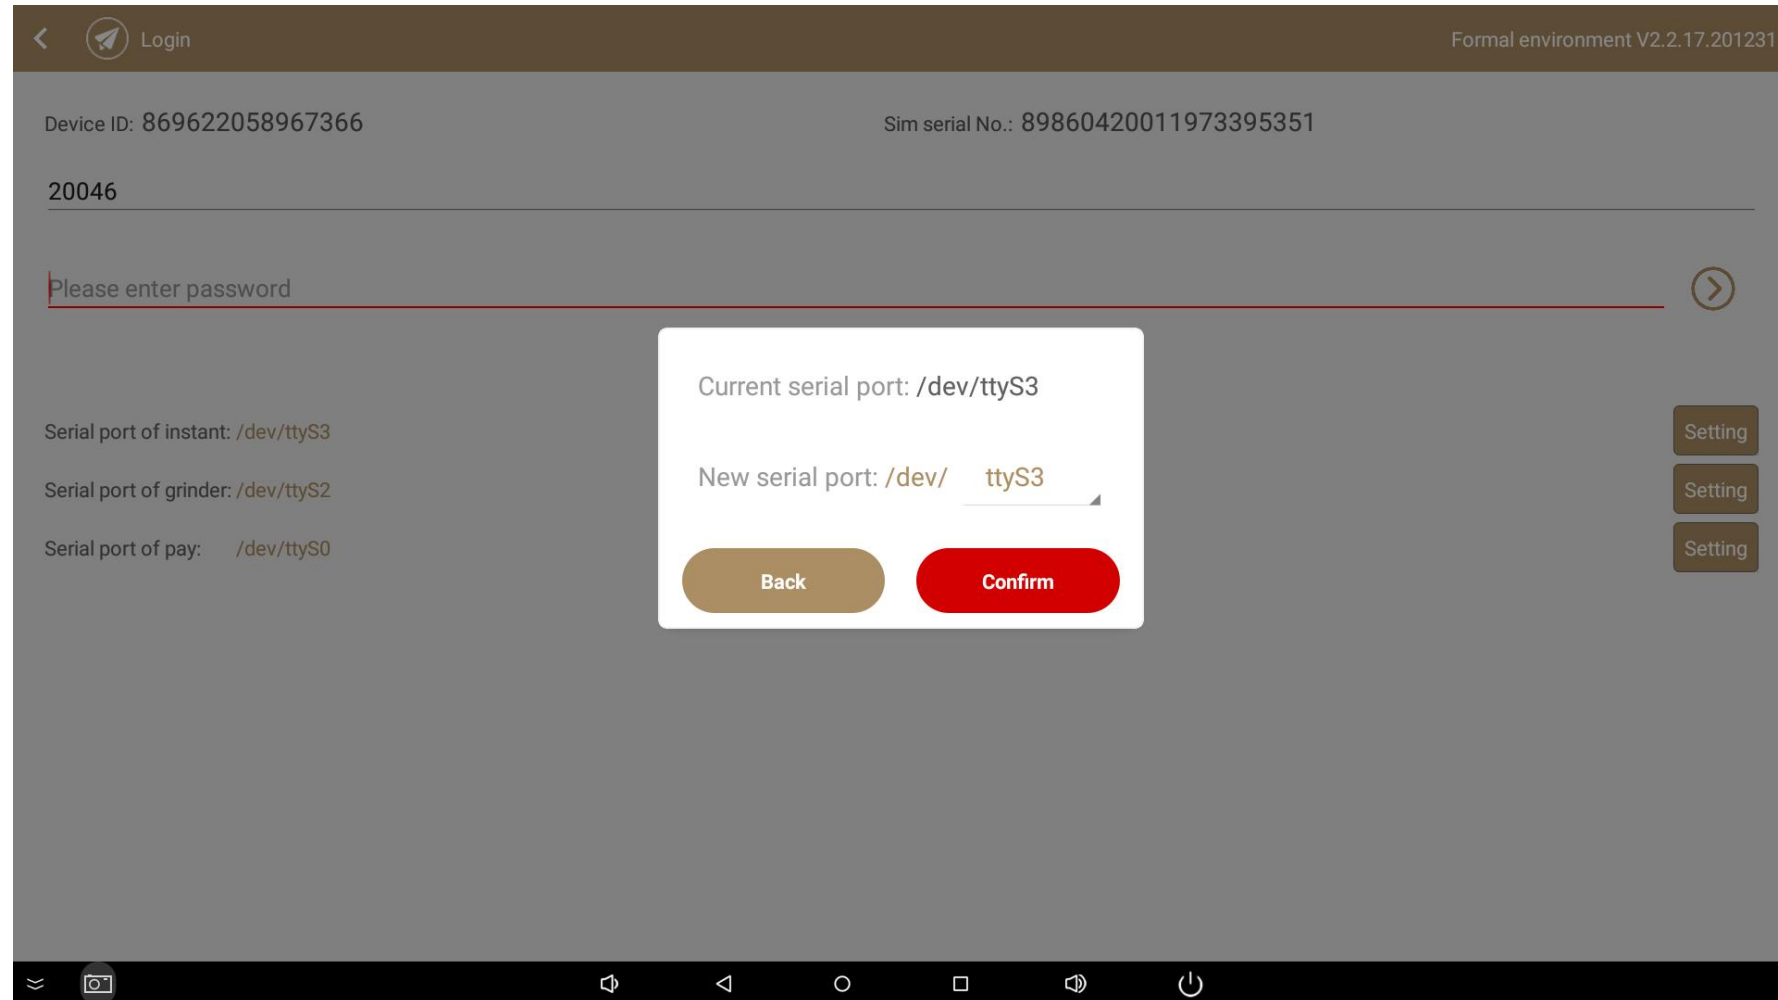 Login
Formal environment V2.2.17.201231
Device ID: 869622058967366
Sim serial No.: 89860420011973395351
20046
Please enter password
Current serial port: /dev/ttyS3
New serial port: /dev/ ttyS3
Back
Confirm
Serial port of instant: /dev/ttyS3
Setting
Serial port of grinder: /dev/ttyS2
Setting
Serial port of pay: /dev/ttyS0
Setting